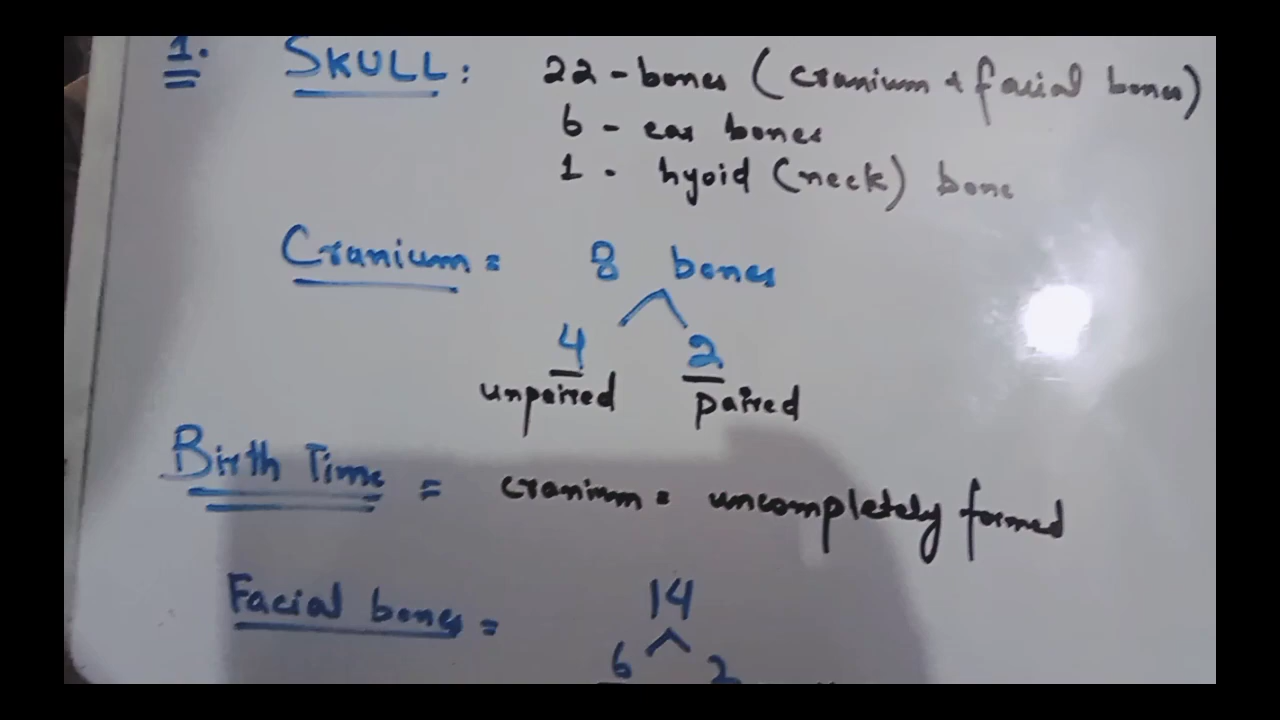 1. SKULL: 22-bones (cranium & facial bones)
6 - ear bones
1. hyoid (neck) bone
Cranium = 8 bones
4 2
unpaired paired
Birth Time = cranium = uncompletely formed
Facial bones = 14
6 2